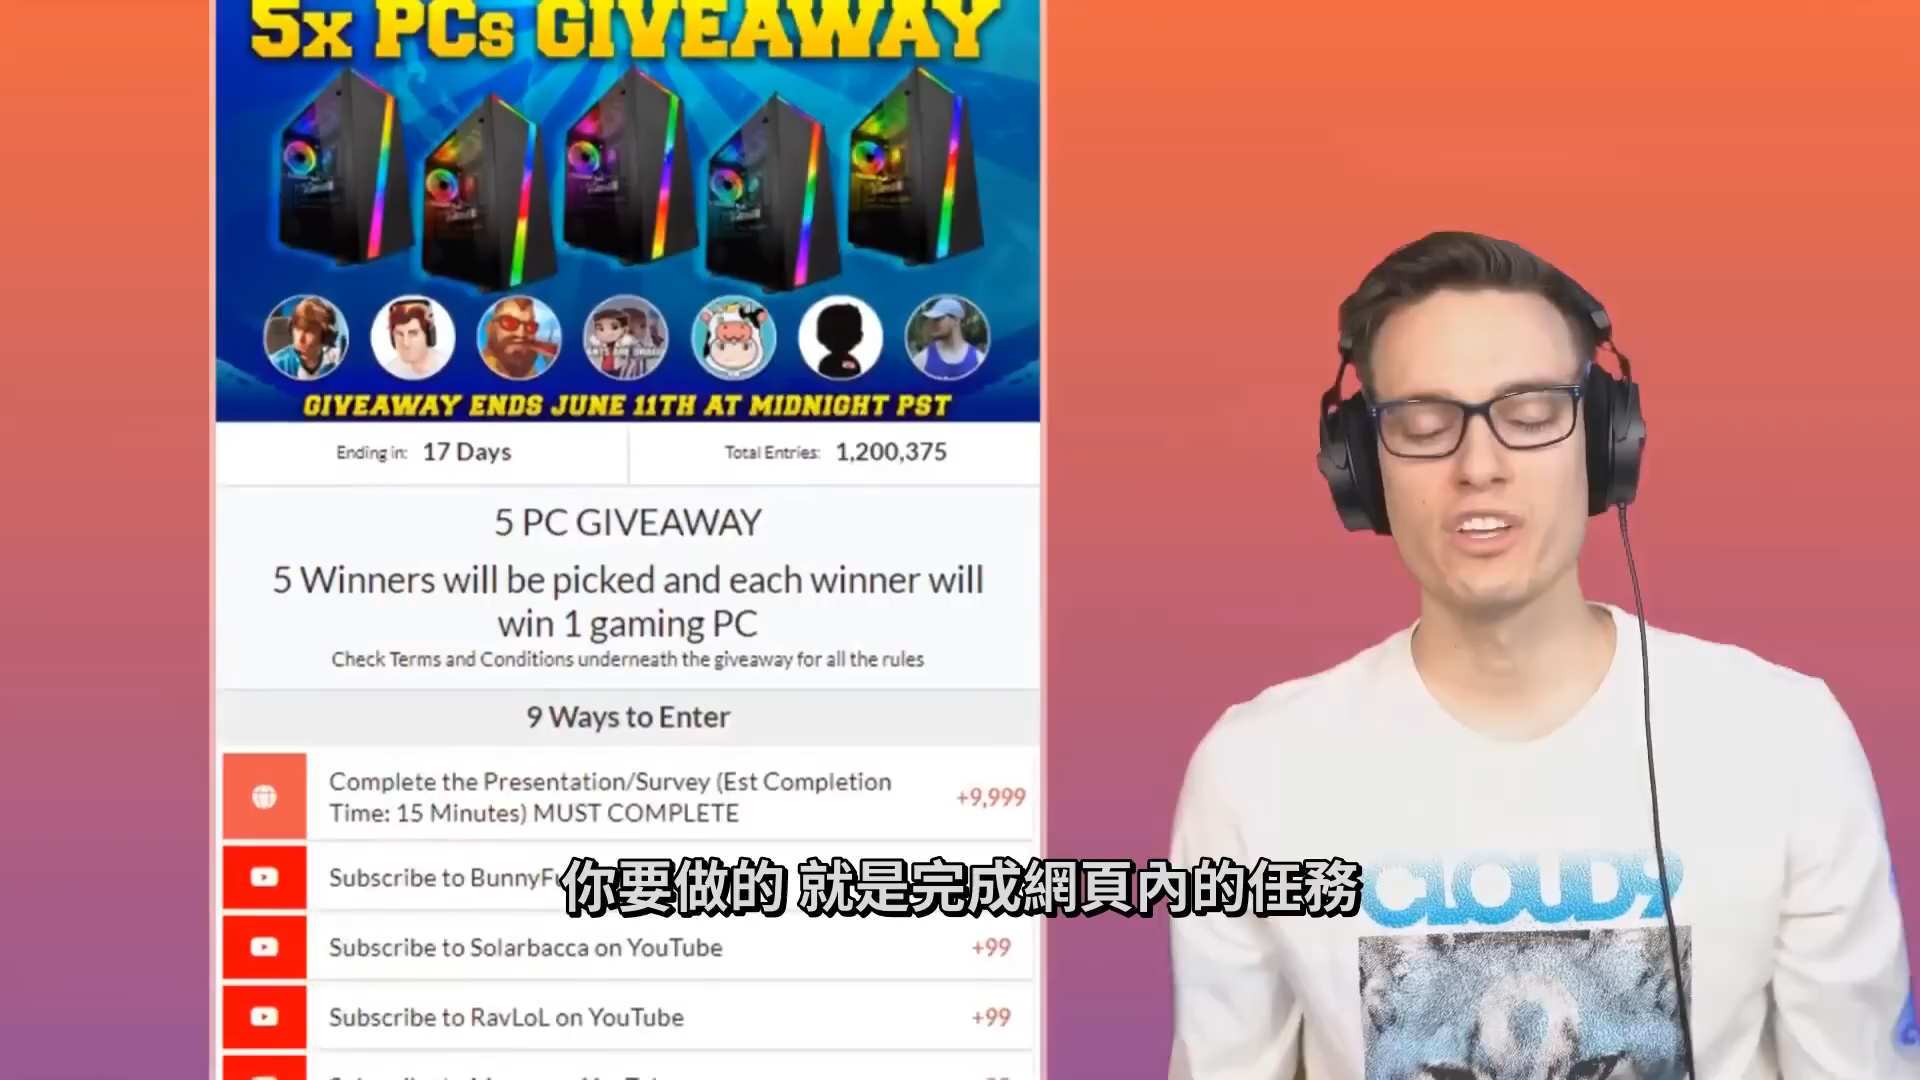 5x PCs GIVEAWAY
GIVEAWAY ENDS JUNE 11TH AT MIDNIGHT PST
Ending in: 17 Days
Total Entries: 1,200,375
5 PC GIVEAWAY
5 Winners will be picked and each winner will
win 1 gaming PC
Check Terms and Conditions underneath the giveaway for all the rules
9 Ways to Enter
Complete the Presentation/Survey (Est Completion
Time: 15 Minutes) MUST COMPLETE
+9,999
Subscribe to
你要做的 就是完成網頁內的任務
CLOUD9
Subscribe to Solarbacca on YouTube
+99
Subscribe to RavLoL on YouTube
+99